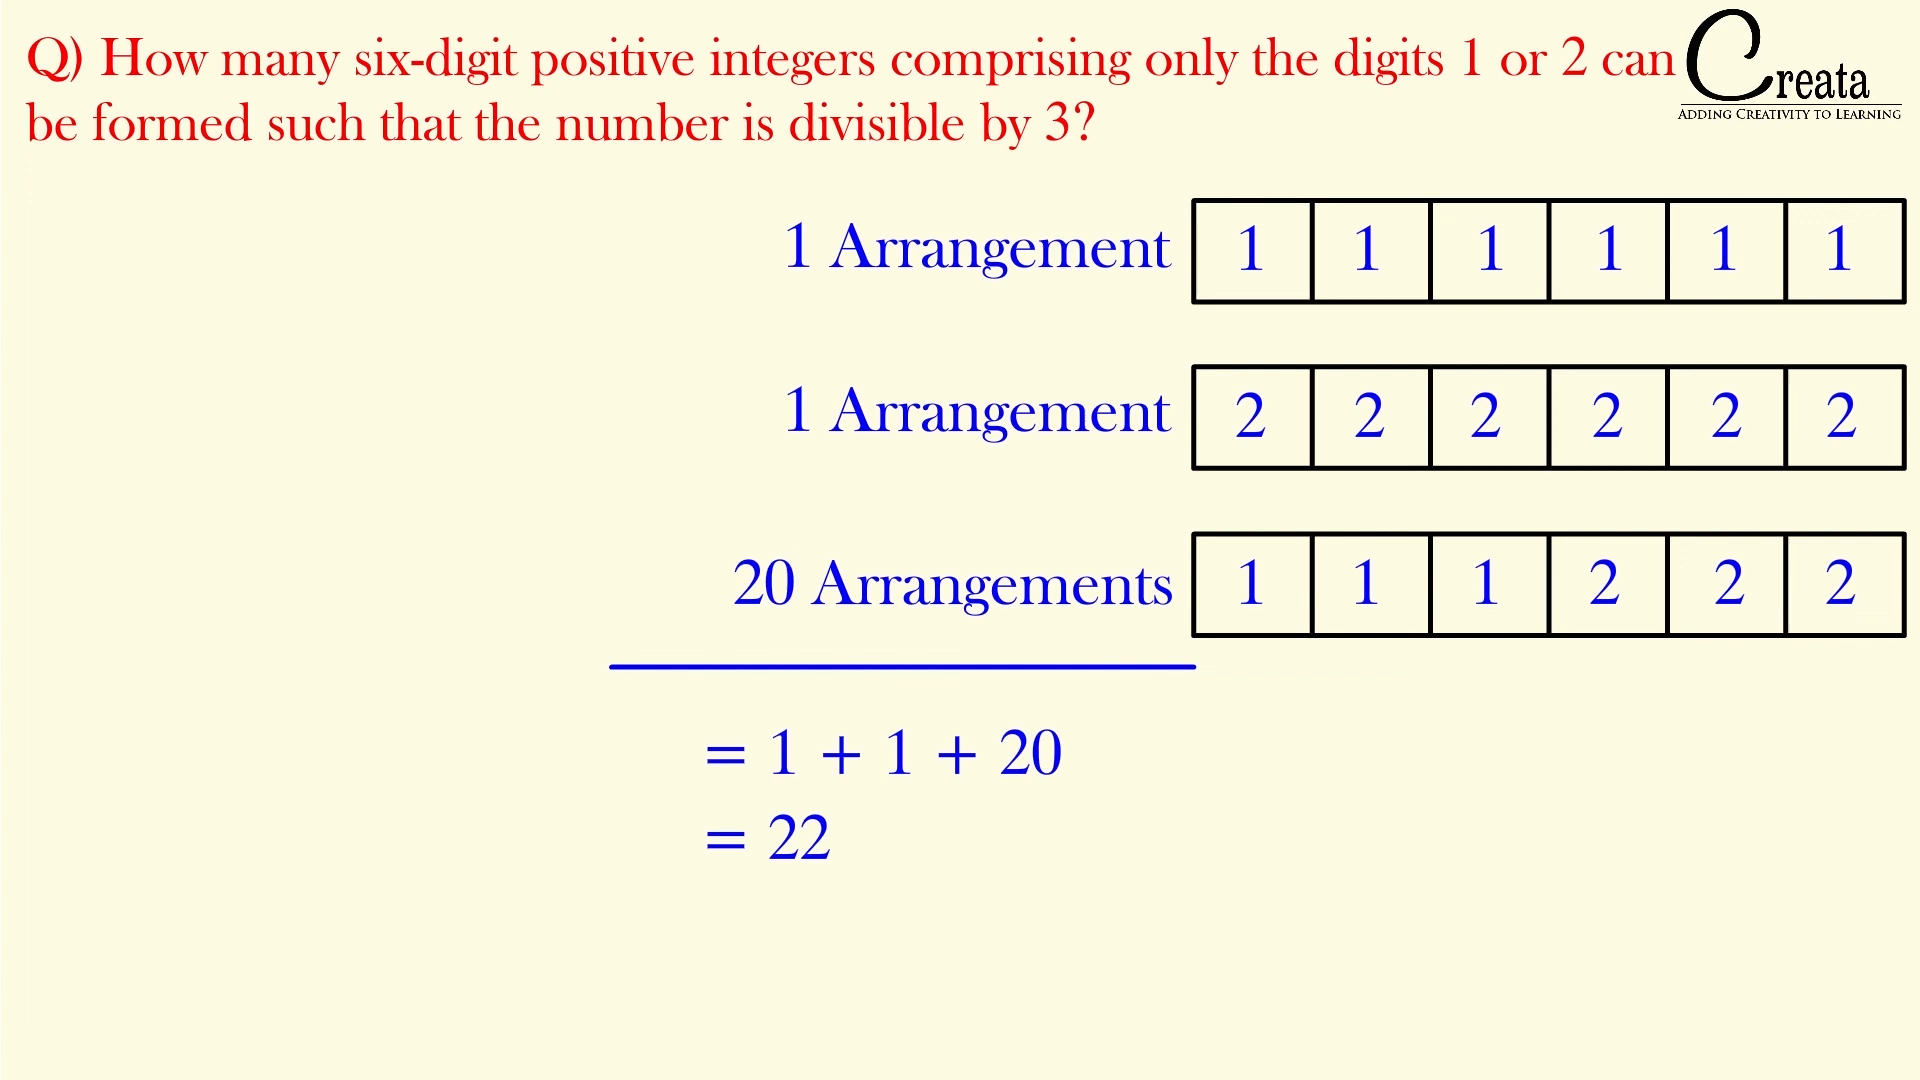 Q) How many six-digit positive integers comprising only the digits 1 or 2 can
be formed such that the number is divisible by 3?
Creata
ADDING CREATIVITY TO LEARNING
1 Arrangement 1 1 1 1 1 1
1 Arrangement 2 2 2 2 2 2
20 Arrangements 1 1 1 2 2 2
= 1 + 1 + 20
= 22